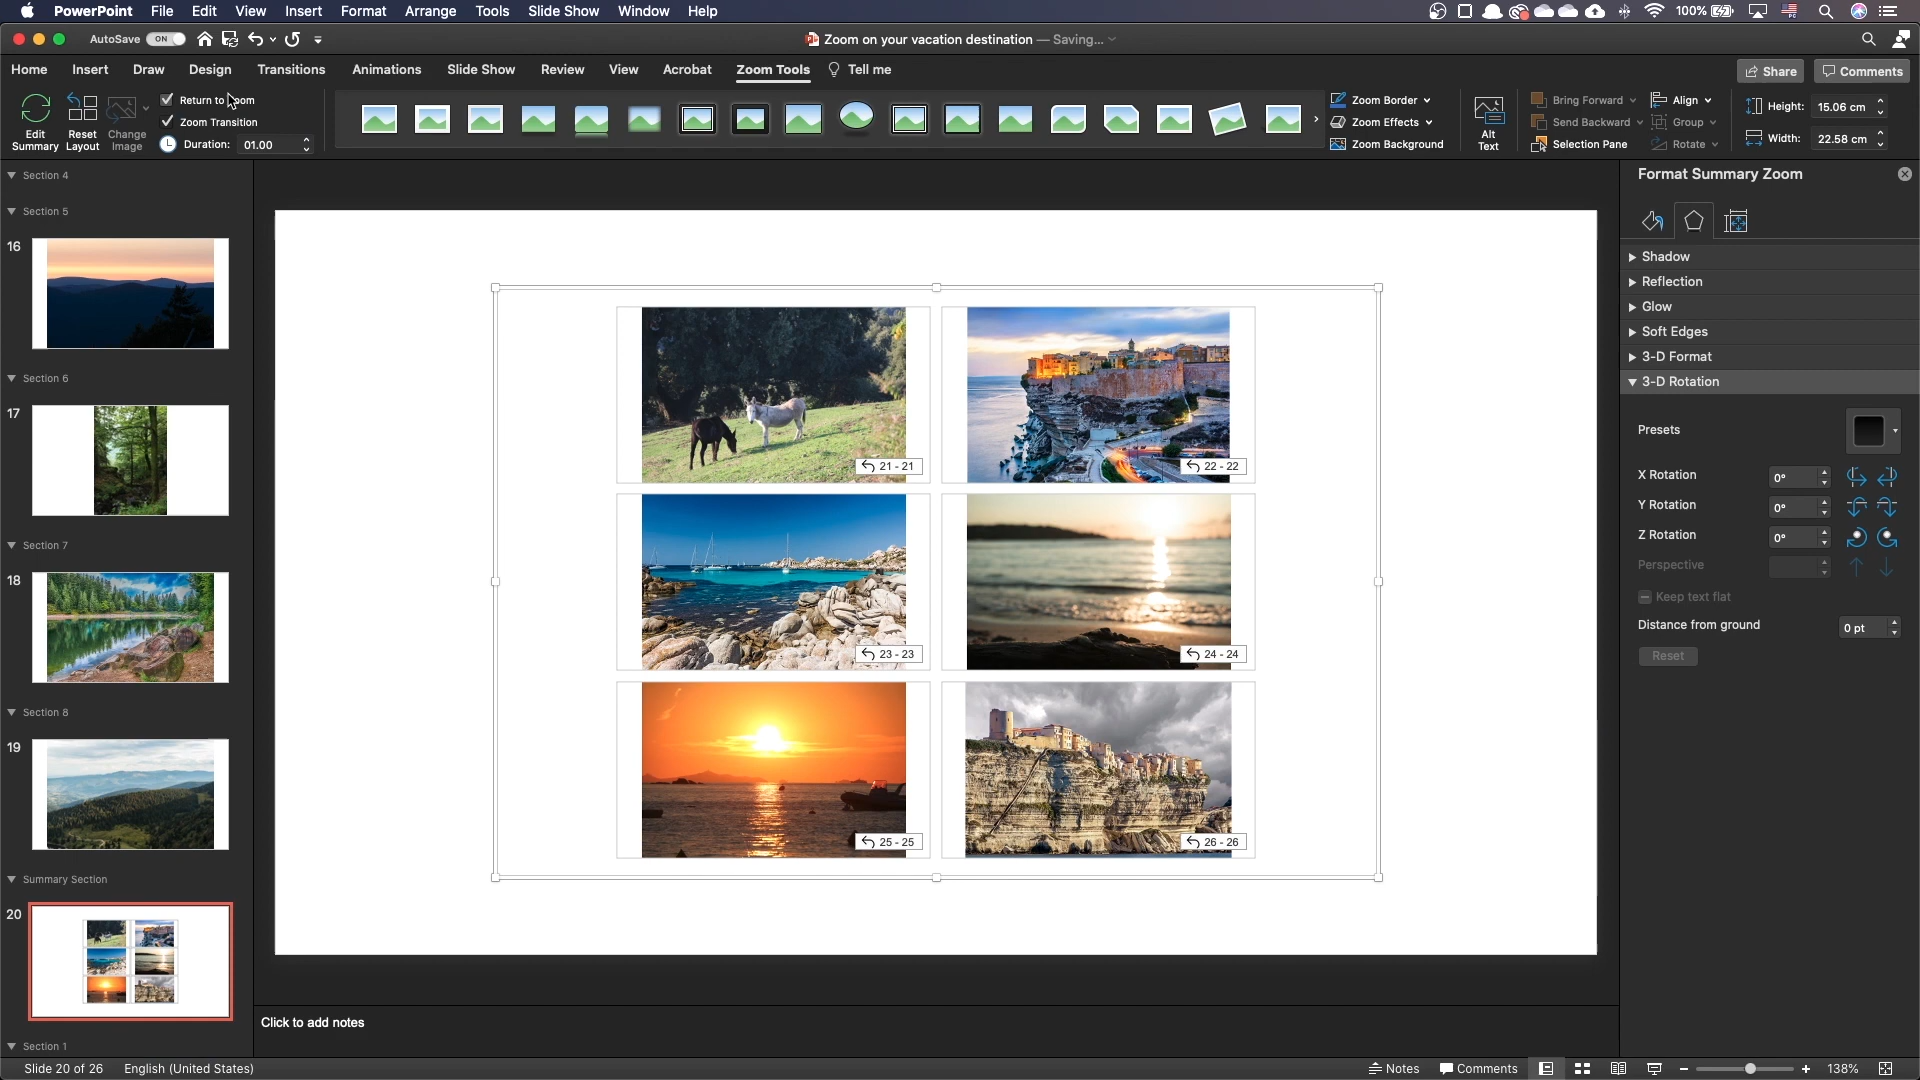 PowerPoint File Edit View Insert Format Arrange Tools Slide Show Window Help 100%
AutoSave ON Zoom on your vacation destination — Saving...
Home Insert Draw Design Transitions Animations Slide Show Review View Acrobat Zoom Tools Tell me Share Comments
Edit Summary
Reset Layout
Change Image
Return to Zoom
Zoom Transition
Duration: 01.00
Zoom Border
Zoom Effects
Zoom Background
Alt Text
Bring Forward
Send Backward
Selection Pane
Align
Group
Rotate
Height: 15.06 cm
Width: 22.58 cm
Section 4
Section 5
16
Section 6
17
Section 7
18
Section 8
19
Summary Section
20
Section 1
21 - 21
22 - 22
23 - 23
24 - 24
25 - 25
26 - 26
Click to add notes
Format Summary Zoom
Shadow
Reflection
Glow
Soft Edges
3-D Format
3-D Rotation
Presets
X Rotation 0°
Y Rotation 0°
Z Rotation 0°
Perspective
Keep text flat
Distance from ground 0 pt
Reset
Slide 20 of 26 English (United States) Notes Comments 138%